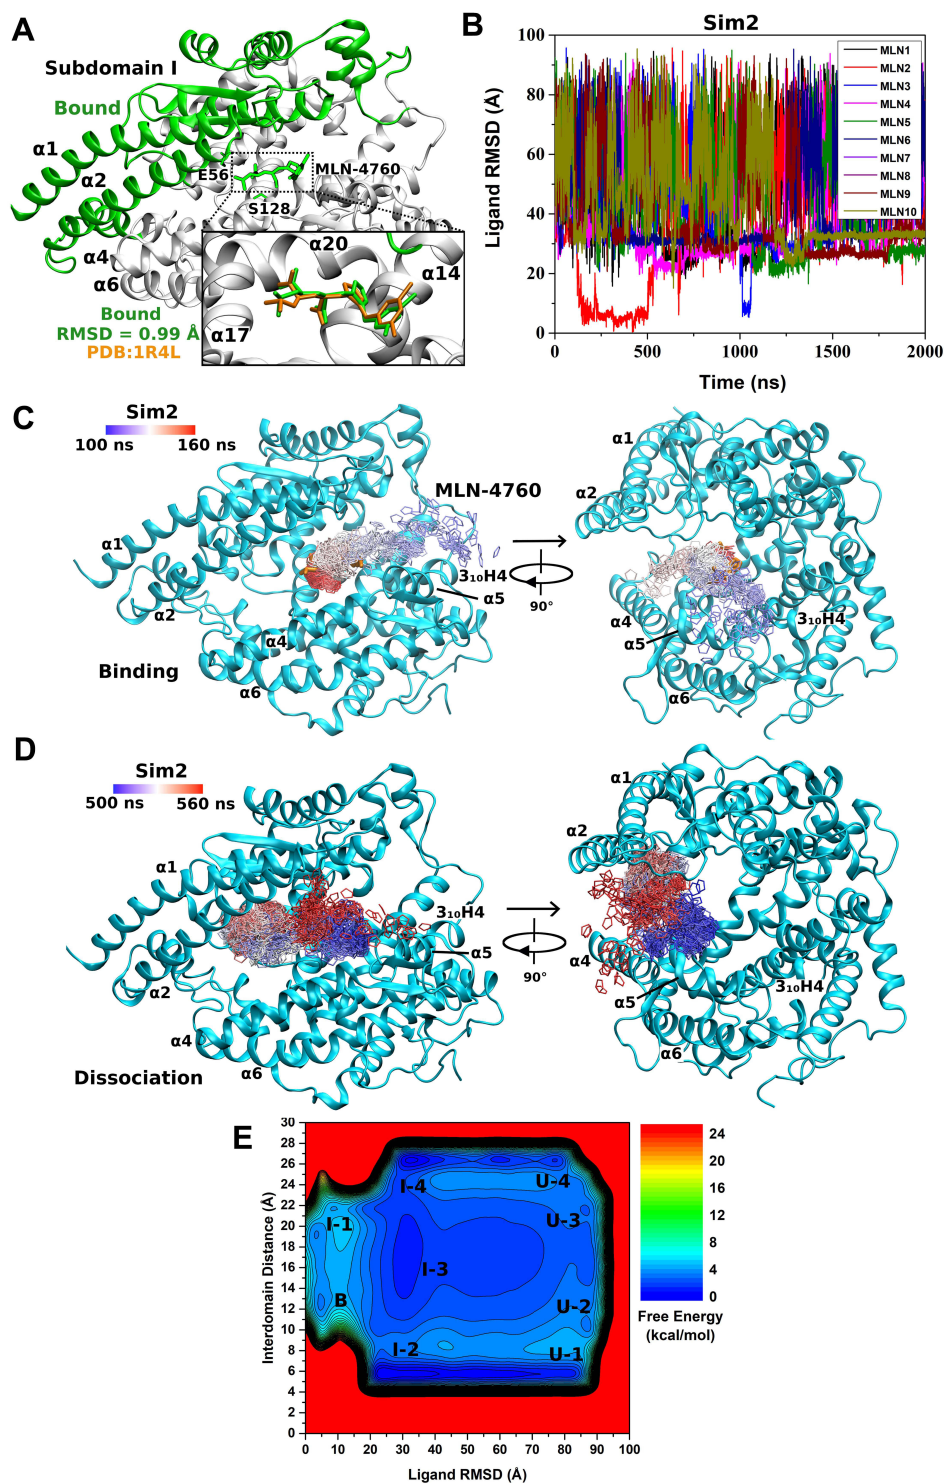 A
Subdomain I
Bound
α1
α2
E56
MLN-4760
S128
α4
α6
α20
α14
α17
Bound
RMSD = 0.99 Å
PDB:1R4L
B
Sim2
Ligand RMSD (Å)
100
80
60
40
20
0
MLN1
MLN2
MLN3
MLN4
MLN5
MLN6
MLN7
MLN8
MLN9
MLN10
0
500
1000
1500
2000
Time (ns)
C
Sim2
100 ns
160 ns
MLN-4760
α1
α2
3₁₀H4
α5
α4
α6
Binding
90°
α1
α2
α4
α5
3₁₀H4
α6
D
Sim2
500 ns
560 ns
α1
α2
3₁₀H4
α5
α4
α6
Dissociation
90°
α1
α2
α4
α5
3₁₀H4
α6
E
Interdomain Distance (Å)
30
28
26
24
22
20
18
16
14
12
10
8
6
4
2
0
I-4
U-4
I-1
U-3
I-3
B
U-2
I-2
U-1
0 10 20 30 40 50 60 70 80 90 100
Ligand RMSD (Å)
24
20
16
12
8
4
0
Free Energy
(kcal/mol)